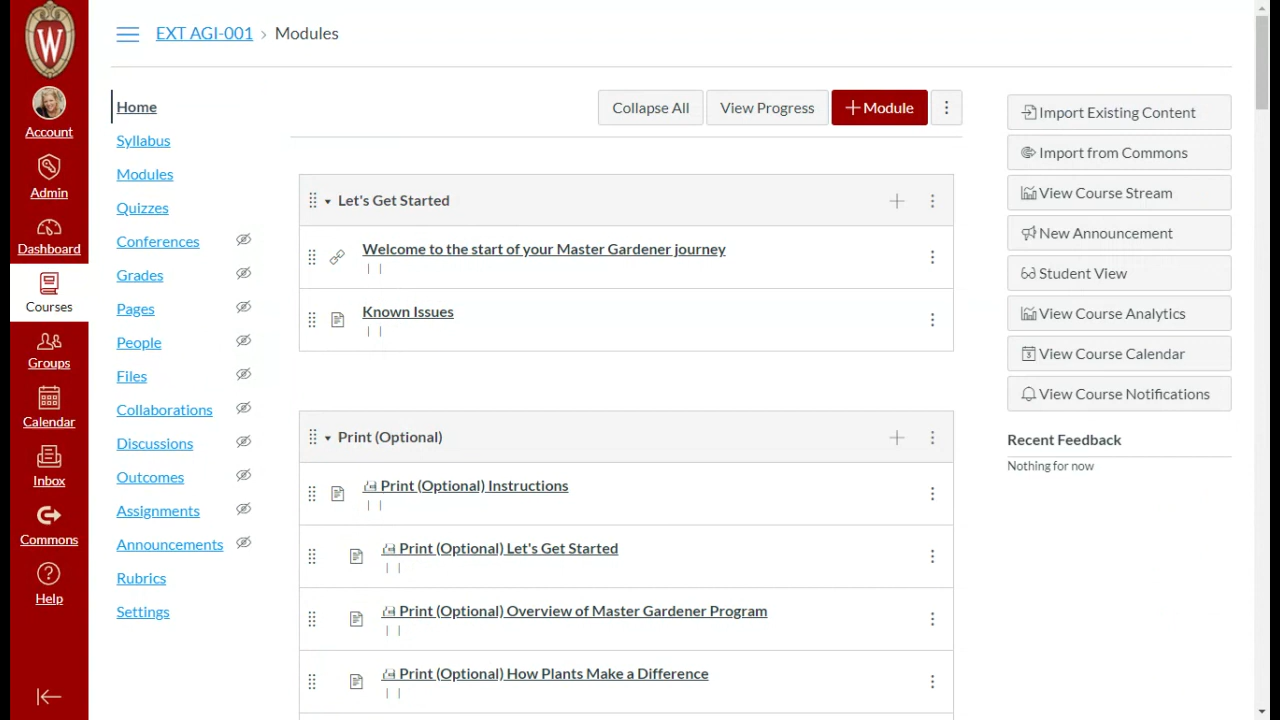 W
Account
Admin
Dashboard
Courses
Groups
Calendar
Inbox
Commons
Help
EXT AGI-001 › Modules
Home
Syllabus
Modules
Quizzes
Conferences
Grades
Pages
People
Files
Collaborations
Discussions
Outcomes
Assignments
Announcements
Rubrics
Settings
Collapse All
View Progress
+ Module
Let's Get Started
Welcome to the start of your Master Gardener journey
| |
Known Issues
| |
Print (Optional)
Print (Optional) Instructions
| |
Print (Optional) Let's Get Started
| |
Print (Optional) Overview of Master Gardener Program
| |
Print (Optional) How Plants Make a Difference
| |
Import Existing Content
Import from Commons
View Course Stream
New Announcement
Student View
View Course Analytics
View Course Calendar
View Course Notifications
Recent Feedback
Nothing for now